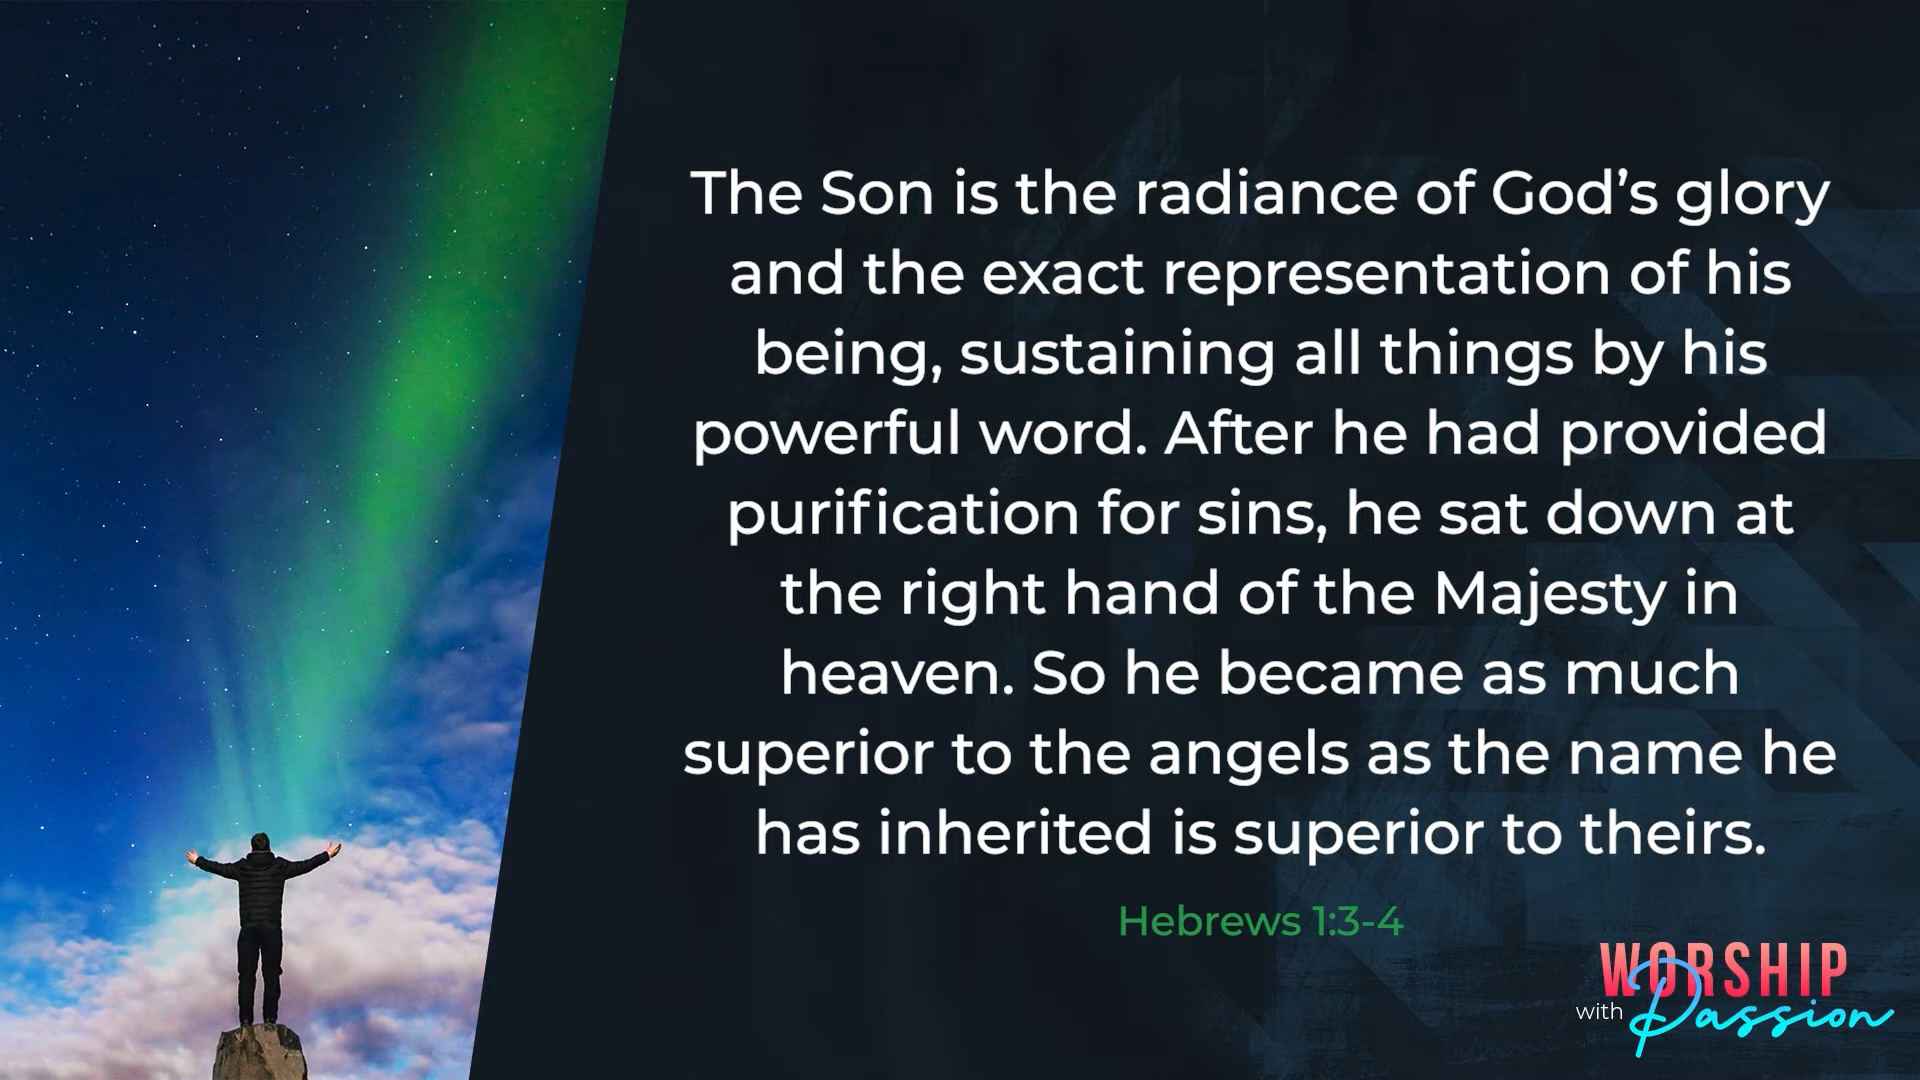 The Son is the radiance of God’s glory
and the exact representation of his
being, sustaining all things by his
powerful word. After he had provided
purification for sins, he sat down at
the right hand of the Majesty in
heaven. So he became as much
superior to the angels as the name he
has inherited is superior to theirs.
Hebrews 1:3-4
WORSHIP
with Passion